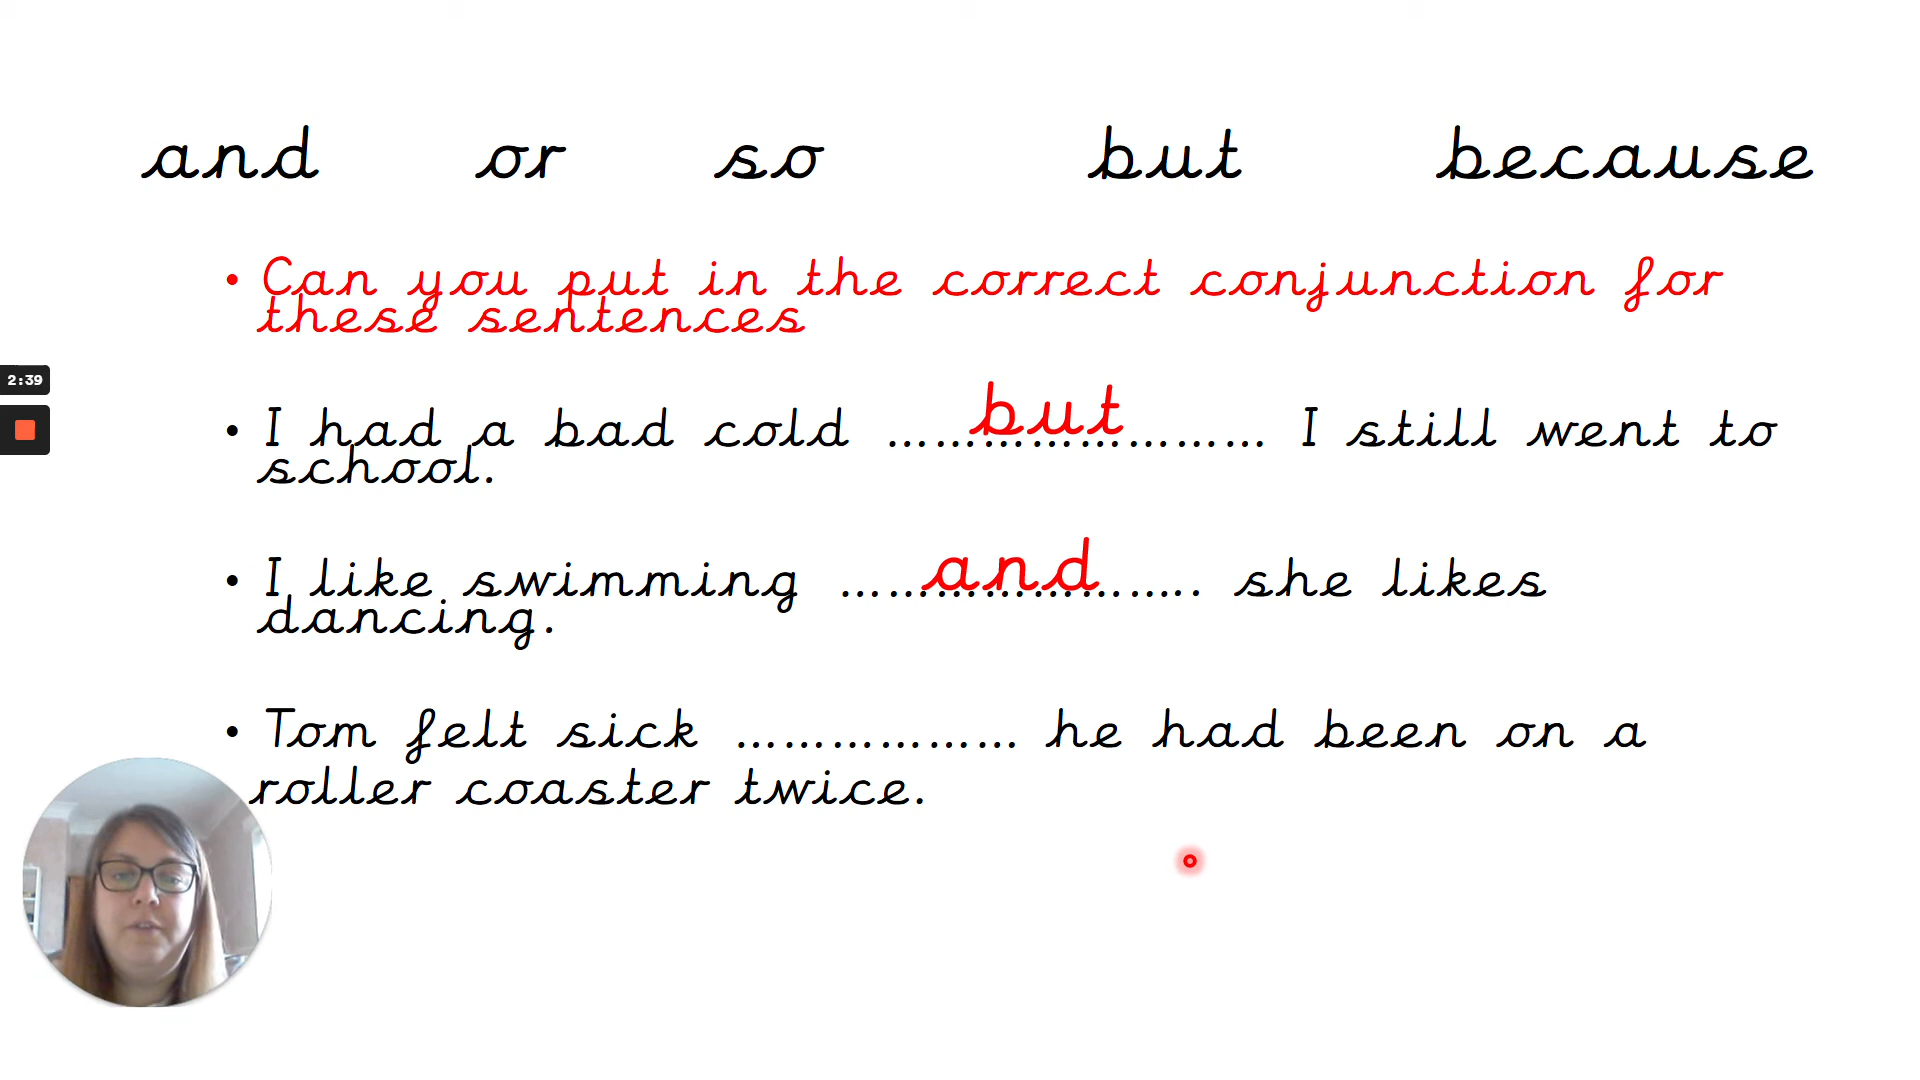 and or so but because
• Can you put in the correct conjunction for
these sentences
• I had a bad cold ........but........ I still went to
school.
• I like swimming ........and........ she likes
dancing.
• Tom felt sick .................. he had been on a
roller coaster twice.
2:39